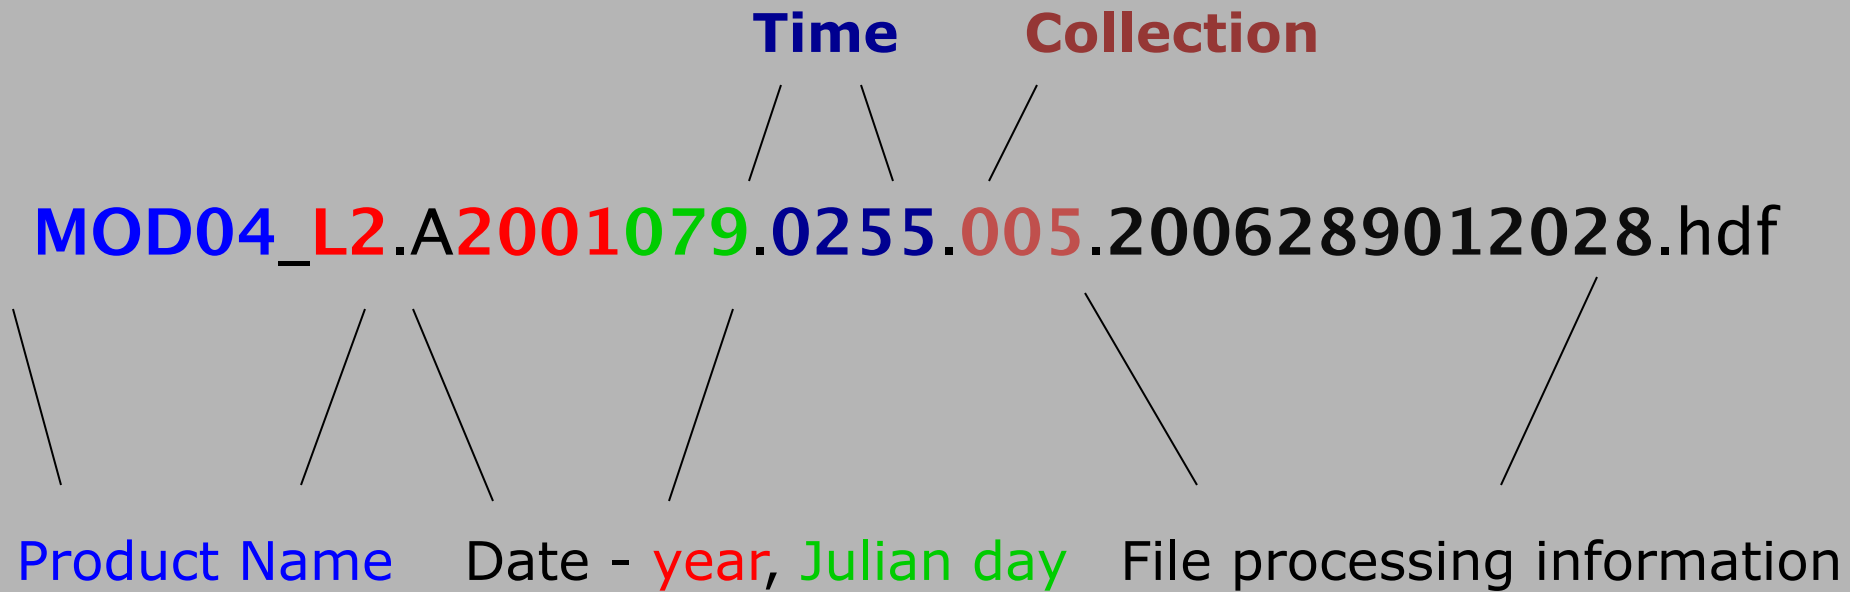 Time Collection
MOD04_L2.A2001079.0255.005.2006289012028.hdf
Product Name Date - year, Julian day File processing information